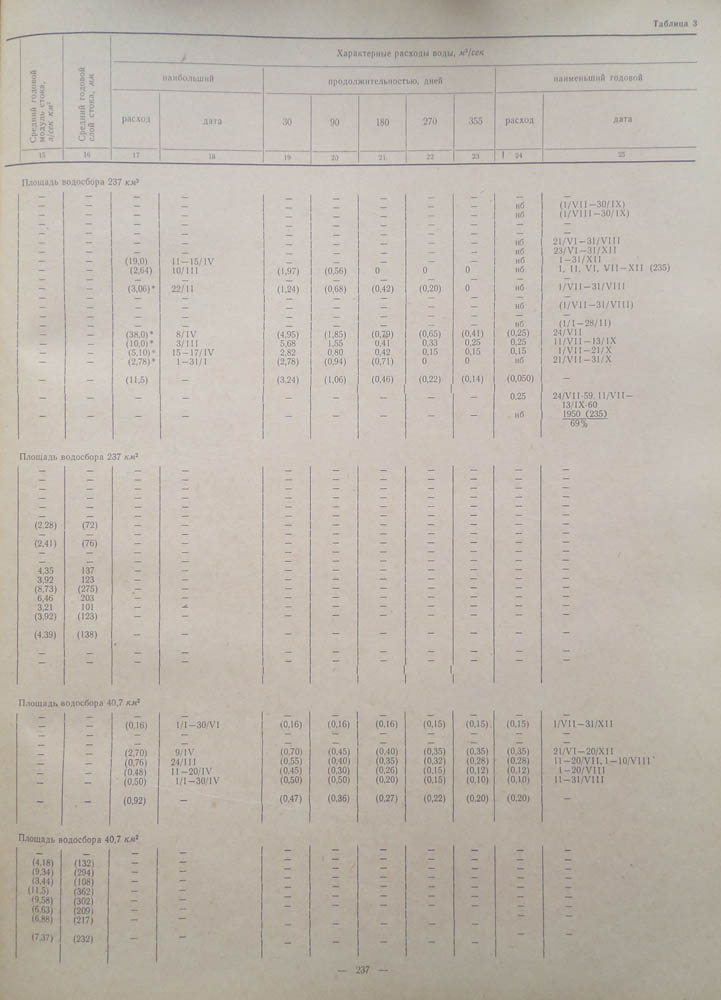 Таблица 3
Средний годовой модуль стока, л/сек км²
Средний годовой слой стока, мм
Характерные расходы воды, м³/сек
наибольший
продолжительностью, дней
наименьший годовой
расход дата 30 90 180 270 355 расход дата
15 16 17 18 19 20 21 22 23 24 25
Площадь водосбора 237 км²
— — — — — — — — — — —
— — — — — — — — — нб (1/VII—30/IX)
— — — — — — — — — нб (1/VIII—30/IX)
— — — — — — — — — — —
— — — — — — — — — — —
— — — — — — — — — нб 21/VI—31/VIII
— — — — — — — — — нб 23/VI—31/XII
— — (19,0) 11—15/IV — — — — — нб 1—31/XII
— — (2,64) 10/III (1,97) (0,56) 0 0 0 нб I, II, VI, VII—XII (235)
— — — — — — — — — — —
— — (3,06)* 22/II (1,24) (0,68) (0,42) (0,20) 0 нб 1/VII—31/VIII
— — — — — — — — — — —
— — — — — — — — — нб (1/VII—31/VIII)
— — — — — — — — — — —
— — — — — — — — — нб (1/I—28/II)
— — (38,0)* 8/IV (4,95) (1,85) (0,79) (0,65) (0,41) (0,25) 24/VII
— — (10,0)* 3/III 5,68 1,55 0,41 0,33 0,25 0,25 11/VII—13/IX
— — (5,10)* 15—17/IV 2,82 0,80 0,42 0,15 0,15 0,15 1/VII—21/X
— — (2,78)* 1—31/I (2,78) (0,94) (0,71) 0 0 нб 21/VII—31/X
— — (11,5) — (3,24) (1,06) (0,46) (0,22) (0,14) (0,050) —
— — — — — — — — — 0,25 24/VII-59, 11/VII—
13/IX-60
— — — — — — — — — нб 1950 (235)
69%
Площадь водосбора 237 км²
— — — — — — — — — — —
— — — — — — — — — — —
— — — — — — — — — — —
— — — — — — — — — — —
— — — — — — — — — — —
— — — — — — — — — — —
(2,28) (72) — — — — — — — — —
— — — — — — — — — — —
(2,41) (76) — — — — — — — — —
— — — — — — — — — — —
— — — — — — — — — — —
4,35 137 — — — — — — — — —
3,92 123 — — — — — — — — —
(8,73) (275) — — — — — — — — —
6,46 203 — — — — — — — — —
3,21 101 — — — — — — — — —
(3,92) (123) — — — — — — — — —
(4,39) (138) — — — — — — — — —
— — — — — — — — — — —
— — — — — — — — — — —
Площадь водосбора 40,7 км²
— — — — — — — — — — —
— — (0,16) 1/I—30/VI (0,16) (0,16) (0,16) (0,15) (0,15) (0,15) 1/VII—31/XII
— — — — — — — — — — —
— — — — — — — — — — —
— — (2,70) 9/IV (0,70) (0,45) (0,40) (0,35) (0,35) (0,35) 21/VI—20/XII
— — (0,76) 24/III (0,55) (0,40) (0,35) (0,32) (0,28) (0,28) 11—20/VII, 1—10/VIII
— — (0,48) 11—20/IV (0,45) (0,30) (0,26) (0,15) (0,12) (0,12) 1—20/VIII
— — (0,50) 1/I—30/IV (0,50) (0,50) (0,20) (0,15) (0,10) (0,10) 11—31/VIII
— — (0,92) — (0,47) (0,36) (0,27) (0,22) (0,20) (0,20) —
Площадь водосбора 40,7 км²
— — — — — — — — — — —
(4,18) (132) — — — — — — — — —
(9,34) (294) — — — — — — — — —
(3,44) (108) — — — — — — — — —
(11,5) (362) — — — — — — — — —
(9,58) (302) — — — — — — — — —
(6,63) (209) — — — — — — — — —
(6,88) (217) — — — — — — — — —
(7,37) (232) — — — — — — — — —
— 237 —